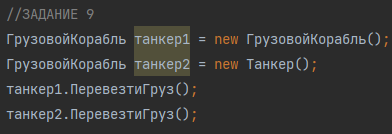 //ЗАДАНИЕ 9
ГрузовойКорабль танкер1 = new ГрузовойКорабль();
ГрузовойКорабль танкер2 = new Танкер();
танкер1.ПеревезтиГруз();
танкер2.ПеревезтиГруз();